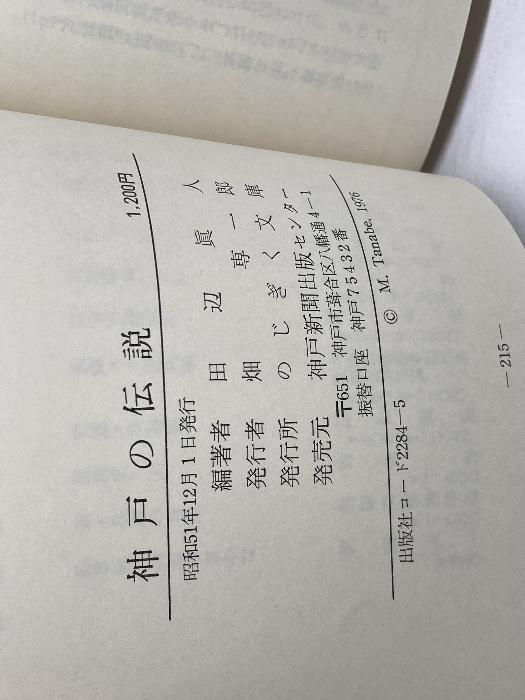 神戸の伝説 1,200円
昭和51年12月1日発行
編著者 田辺眞人
発行者 畑専一郎
発行所 のじぎく文庫
発売元 神戸新聞出版センター
〒651 神戸市葺合区八幡通4-1
振替口座 神戸75432番
© M. Tanabe, 1976
出版社コード2284-5
-215-